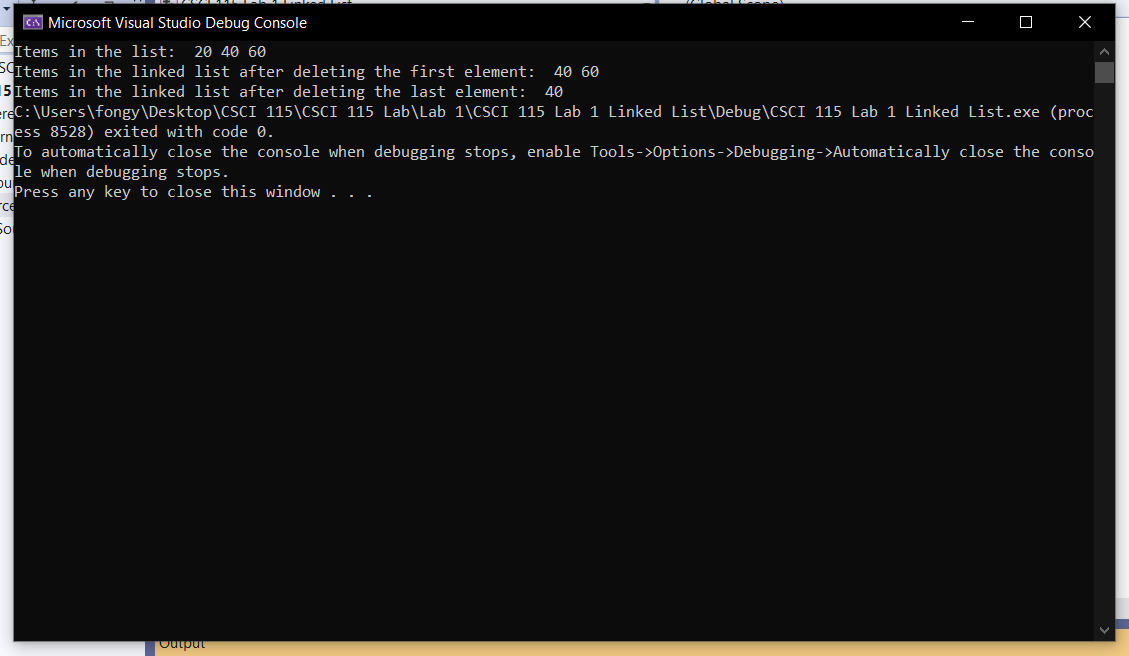 Microsoft Visual Studio Debug Console
Items in the list:  20 40 60
Items in the linked list after deleting the first element:  40 60
Items in the linked list after deleting the last element:  40
C:\Users\fongy\Desktop\CSCI 115\CSCI 115 Lab\Lab 1\CSCI 115 Lab 1 Linked List\Debug\CSCI 115 Lab 1 Linked List.exe (proc
ess 8528) exited with code 0.
To automatically close the console when debugging stops, enable Tools->Options->Debugging->Automatically close the conso
le when debugging stops.
Press any key to close this window . . .
Output